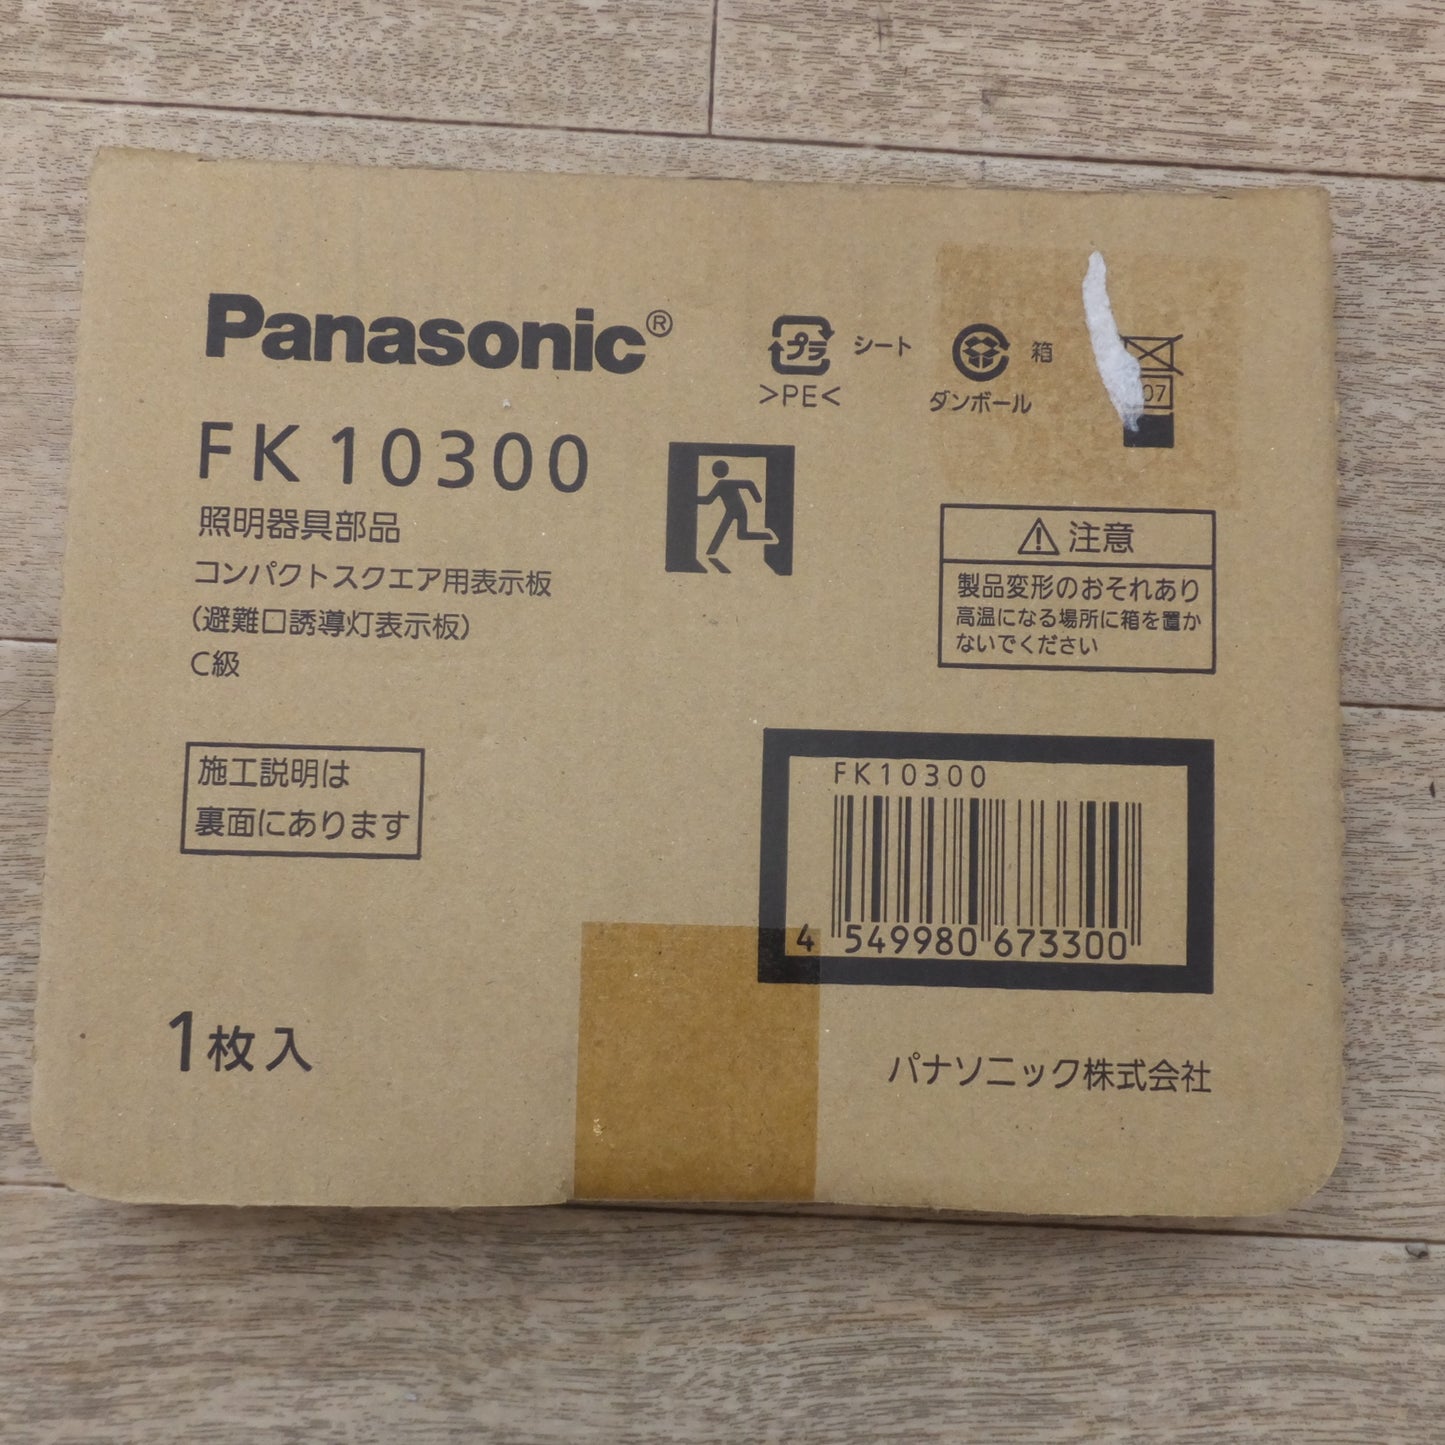 Panasonic®
FK10300
照明器具部品
コンパクトスクエア用表示板
(避難口誘導灯表示板)
C級
施工説明は
裏面にあります
1枚入
プラ シート
>PE<
箱
ダンボール
07
⚠注意
製品変形のおそれあり
高温になる場所に箱を置か
ないでください
FK10300
4 549980 673300
パナソニック株式会社